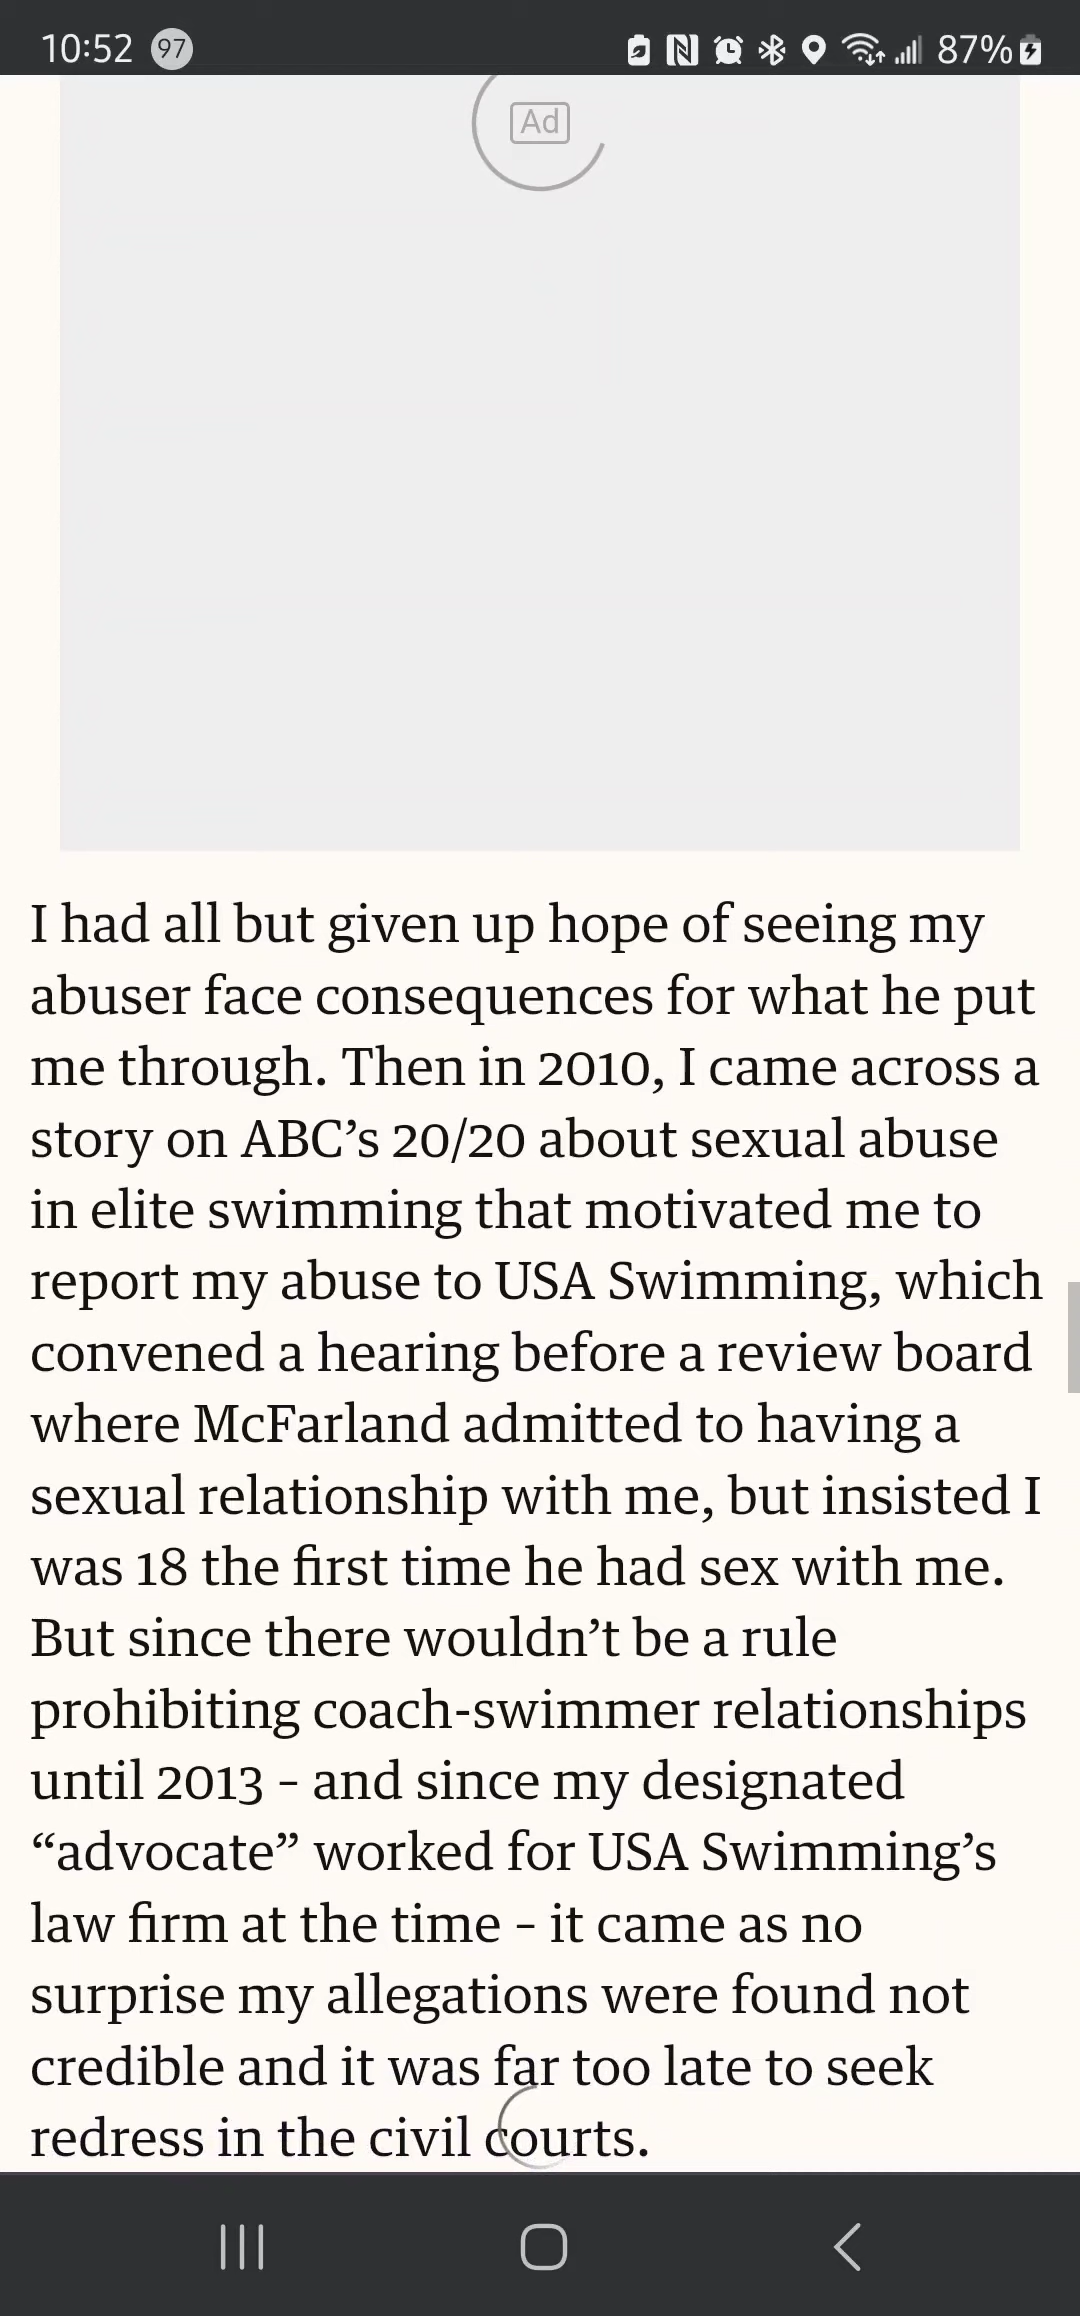 10:52 97 87%
Ad
I had all but given up hope of seeing my
abuser face consequences for what he put
me through. Then in 2010, I came across a
story on ABC’s 20/20 about sexual abuse
in elite swimming that motivated me to
report my abuse to USA Swimming, which
convened a hearing before a review board
where McFarland admitted to having a
sexual relationship with me, but insisted I
was 18 the first time he had sex with me.
But since there wouldn’t be a rule
prohibiting coach-swimmer relationships
until 2013 – and since my designated
“advocate” worked for USA Swimming’s
law firm at the time – it came as no
surprise my allegations were found not
credible and it was far too late to seek
redress in the civil courts.